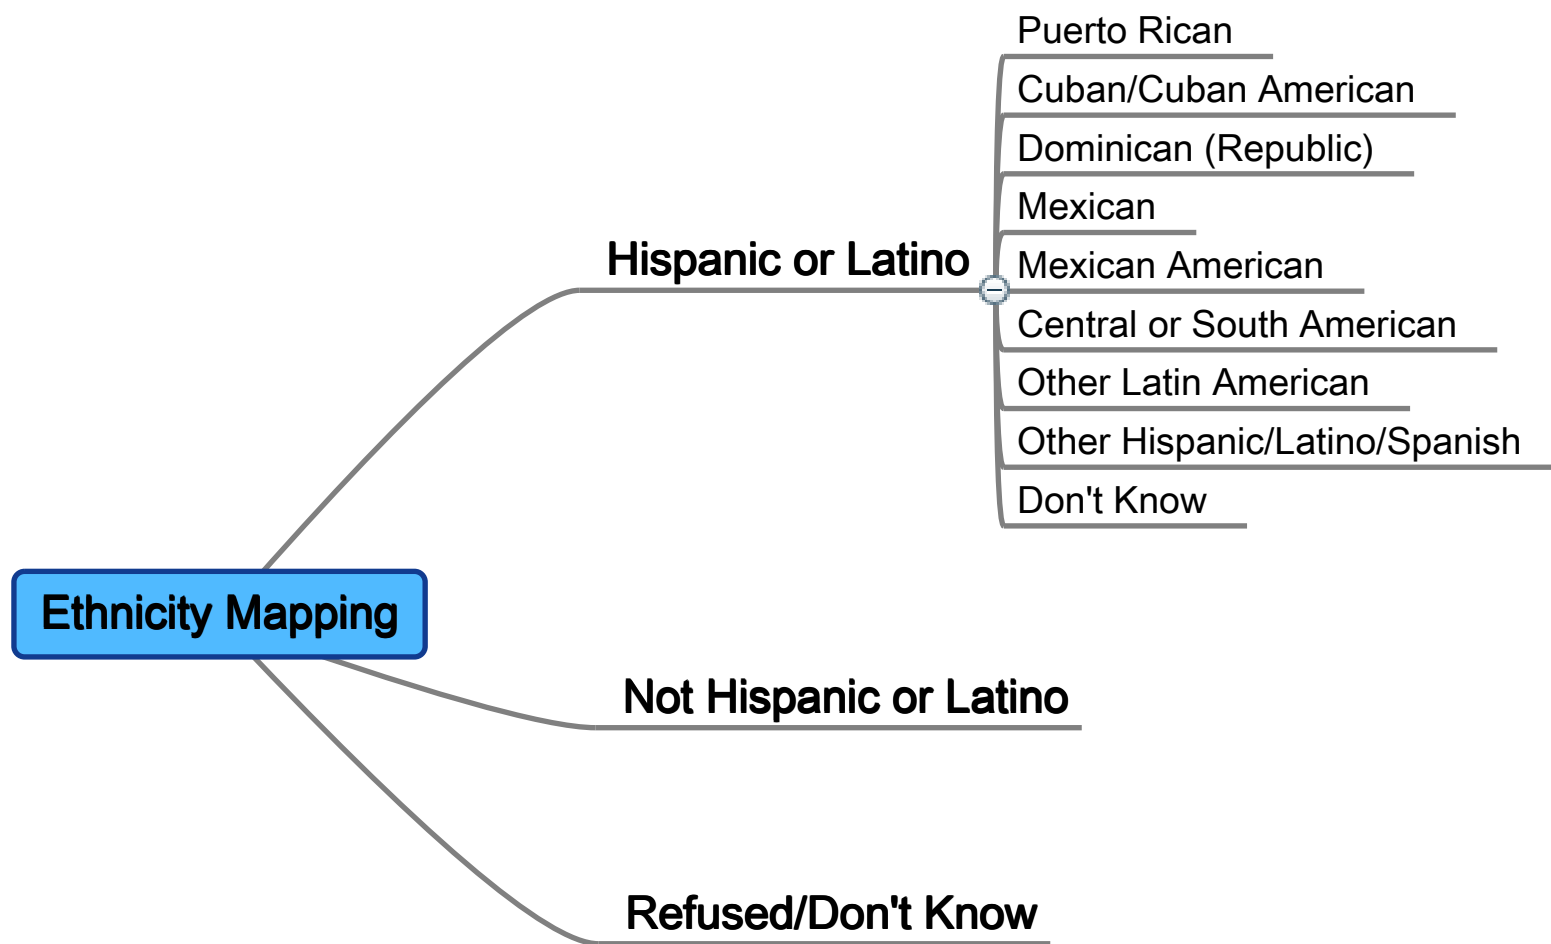 Puerto Rican
Cuban/Cuban American
Dominican (Republic)
Mexican
Hispanic or Latino
Mexican American
Central or South American
Other Latin American
Other Hispanic/Latino/Spanish
Don't Know
Ethnicity Mapping
Not Hispanic or Latino
Refused/Don't Know